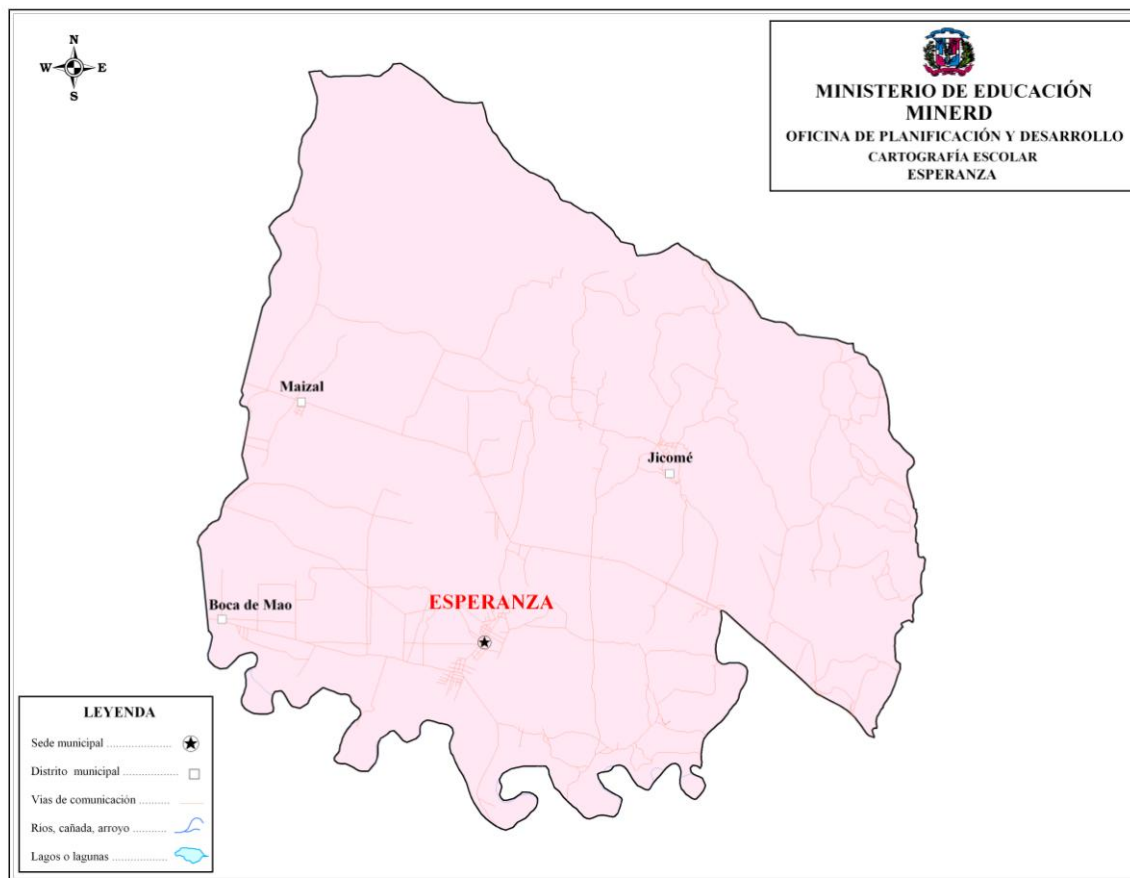 N
W E
S
MINISTERIO DE EDUCACIÓN
MINERD
OFICINA DE PLANIFICACIÓN Y DESARROLLO
CARTOGRAFÍA ESCOLAR
ESPERANZA
Maizal
Jicomé
Boca de Mao
ESPERANZA
LEYENDA
Sede municipal ......................
Distrito municipal ...................
Vias de comunicación ..........
Rios, cañada, arroyo ...........
Lagos o lagunas ...................